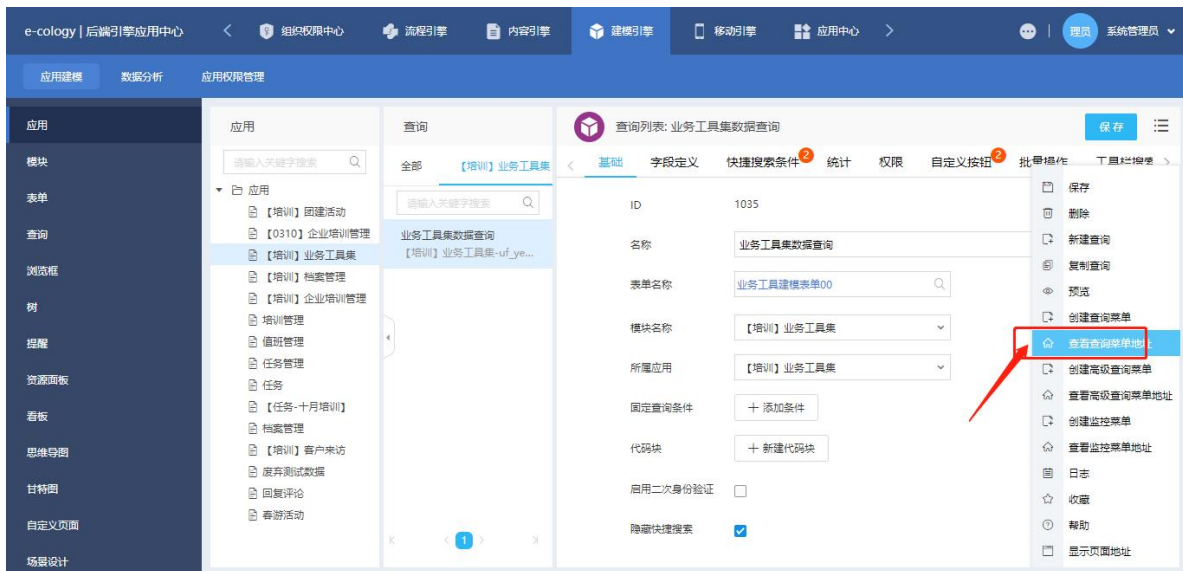 e-cology | 后端引擎应用中心
组织权限中心
流程引擎
内容引擎
建模引擎
移动引擎
应用中心
理员
系统管理员
应用建模
数据分析
应用权限管理
应用
模块
表单
查询
浏览框
树
提醒
资源面板
看板
思维导图
甘特图
自定义页面
场景设计
应用
请输入关键字搜索
应用
【培训】团建活动
【0310】企业培训管理
【培训】业务工具集
【培训】档案管理
【培训】企业培训管理
培训管理
值班管理
任务管理
任务
【任务-十月培训】
档案管理
【培训】客户来访
废弃测试数据
回复评论
春游活动
查询
全部
【培训】业务工具集
请输入关键字搜索
业务工具集数据查询
【培训】业务工具集-uf_ye...
1
查询列表: 业务工具集数据查询
保存
基础
字段定义
快捷搜索条件
2
统计
权限
自定义按钮
2
批量操作
工具栏搜索
ID
1035
名称
业务工具集数据查询
表单名称
业务工具建模表单00
模块名称
【培训】业务工具集
所属应用
【培训】业务工具集
固定查询条件
+ 添加条件
代码块
+ 新建代码块
启用二次身份验证
隐藏快捷搜索
保存
删除
新建查询
复制查询
预览
创建查询菜单
查看查询菜单地址
创建高级查询菜单
查看高级查询菜单地址
创建监控菜单
查看监控菜单地址
日志
收藏
帮助
显示页面地址